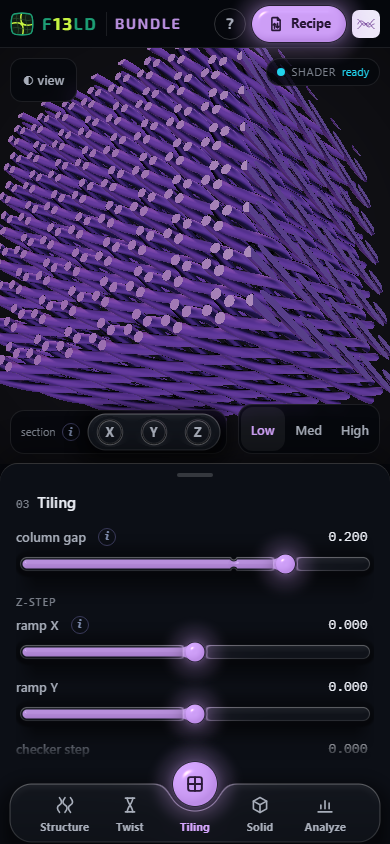 F13LD BUNDLE ? Recipe
view SHADER ready
section i X Y Z Low Med High
03 Tiling
column gap i 0.200
Z-STEP
ramp X i 0.000
ramp Y 0.000
checker step 0.000
Structure Twist Tiling Solid Analyze